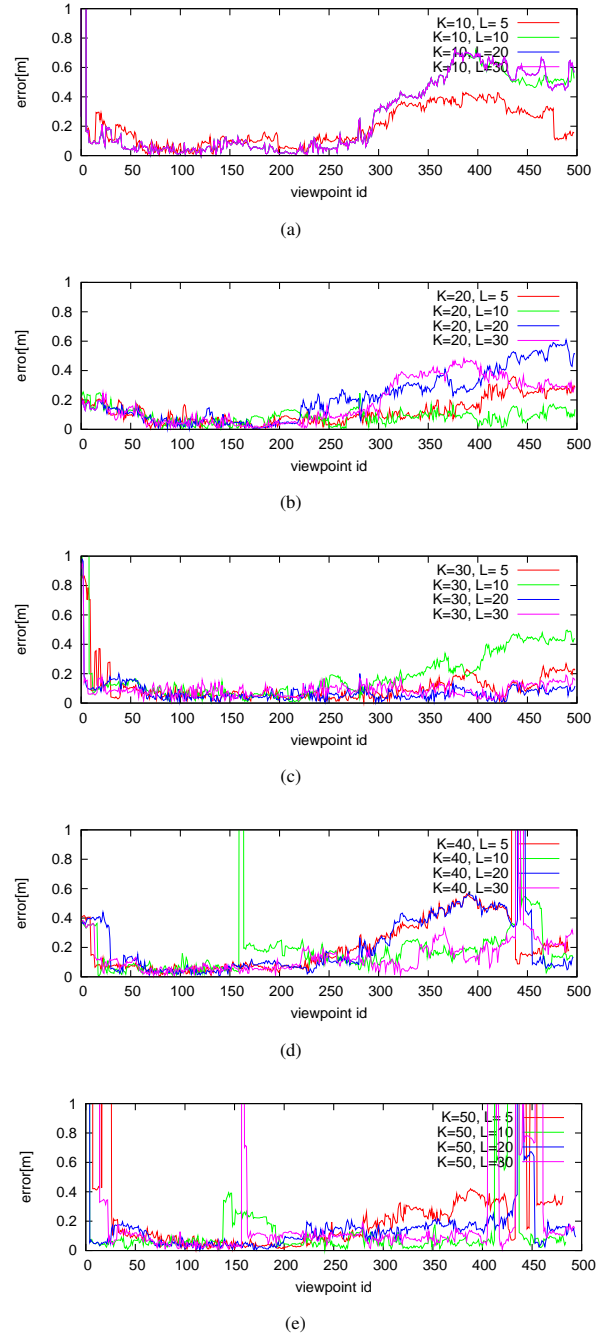 1
0.8
0.6
0.4
0.2
0
error[m]
K=10, L= 5
K=10, L=10
K=10, L=20
K=10, L=30
0 50 100 150 200 250 300 350 400 450 500
viewpoint id
(a)
1
0.8
0.6
0.4
0.2
0
error[m]
K=20, L= 5
K=20, L=10
K=20, L=20
K=20, L=30
0 50 100 150 200 250 300 350 400 450 500
viewpoint id
(b)
1
0.8
0.6
0.4
0.2
0
error[m]
K=30, L= 5
K=30, L=10
K=30, L=20
K=30, L=30
0 50 100 150 200 250 300 350 400 450 500
viewpoint id
(c)
1
0.8
0.6
0.4
0.2
0
error[m]
K=40, L= 5
K=40, L=10
K=40, L=20
K=40, L=30
0 50 100 150 200 250 300 350 400 450 500
viewpoint id
(d)
1
0.8
0.6
0.4
0.2
0
error[m]
K=50, L= 5
K=50, L=10
K=50, L=20
K=50, L=30
0 50 100 150 200 250 300 350 400 450 500
viewpoint id
(e)